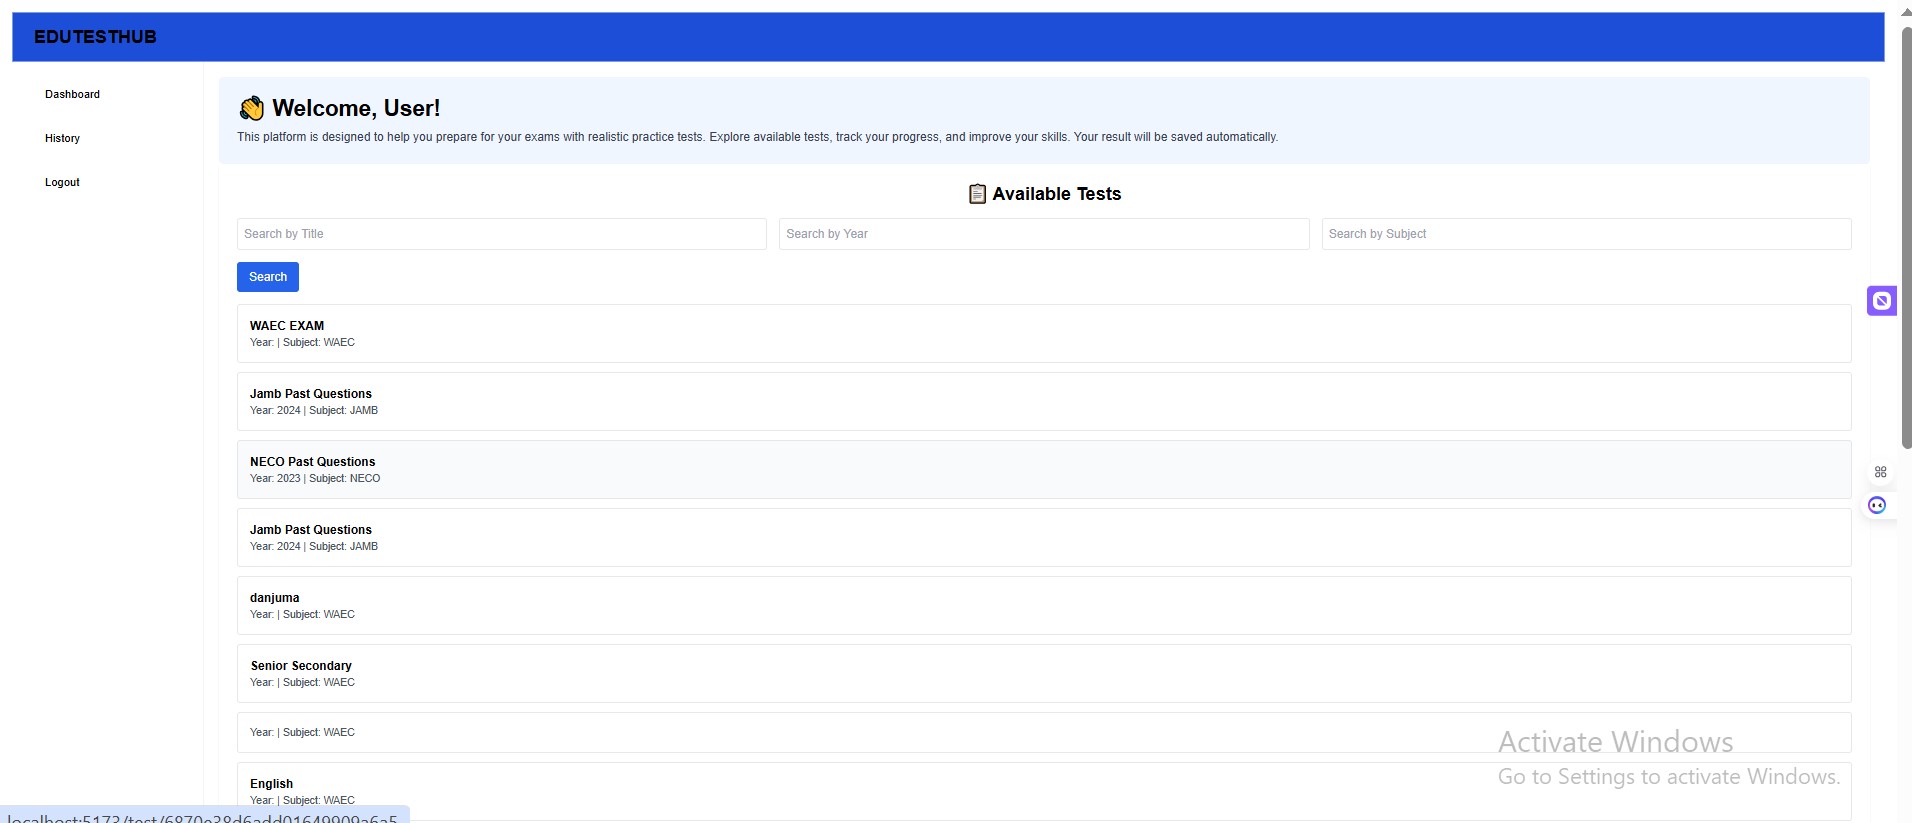 EDUTESTHUB
Dashboard
History
Logout
👋 Welcome, User!
This platform is designed to help you prepare for your exams with realistic practice tests. Explore available tests, track your progress, and improve your skills. Your result will be saved automatically.
📋 Available Tests
Search by Title
Search by Year
Search by Subject
Search
WAEC EXAM
Year: | Subject: WAEC
Jamb Past Questions
Year: 2024 | Subject: JAMB
NECO Past Questions
Year: 2023 | Subject: NECO
Jamb Past Questions
Year: 2024 | Subject: JAMB
danjuma
Year: | Subject: WAEC
Senior Secondary
Year: | Subject: WAEC
Year: | Subject: WAEC
English
Year: | Subject: WAEC
Activate Windows
Go to Settings to activate Windows.
localhost:5173/test/6870e38d6add01649909a6a5